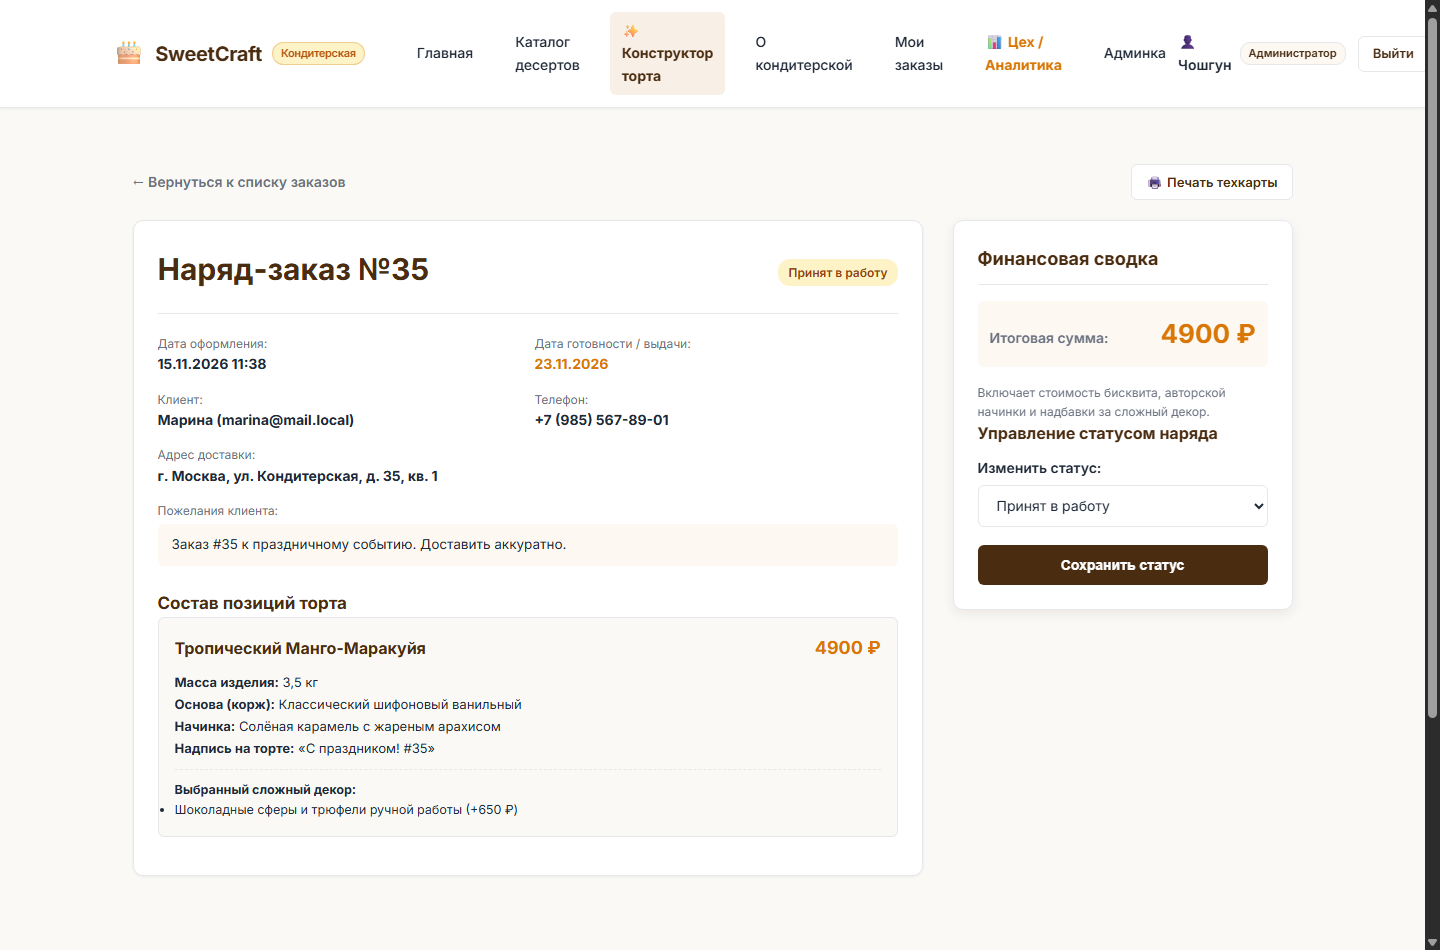 SweetCraft Кондитерская
Главная
Каталог
десертов
Конструктор
торта
О
кондитерской
Мои
заказы
Цех /
Аналитика
Админка
Чошгун
Администратор
Выйти
← Вернуться к списку заказов
Печать техкарты
Наряд-заказ №35
Принят в работу
Дата оформления:
15.11.2026 11:38
Дата готовности / выдачи:
23.11.2026
Клиент:
Марина (marina@mail.local)
Телефон:
+7 (985) 567-89-01
Адрес доставки:
г. Москва, ул. Кондитерская, д. 35, кв. 1
Пожелания клиента:
Заказ #35 к праздничному событию. Доставить аккуратно.
Состав позиций торта
Тропический Манго-Маракуйя 4900 ₽
Масса изделия: 3,5 кг
Основа (корж): Классический шифоновый ванильный
Начинка: Солёная карамель с жареным арахисом
Надпись на торте: «С праздником! #35»
Выбранный сложный декор:
• Шоколадные сферы и трюфели ручной работы (+650 ₽)
Финансовая сводка
Итоговая сумма: 4900 ₽
Включает стоимость бисквита, авторской
начинки и надбавки за сложный декор.
Управление статусом наряда
Изменить статус:
Принят в работу
Сохранить статус